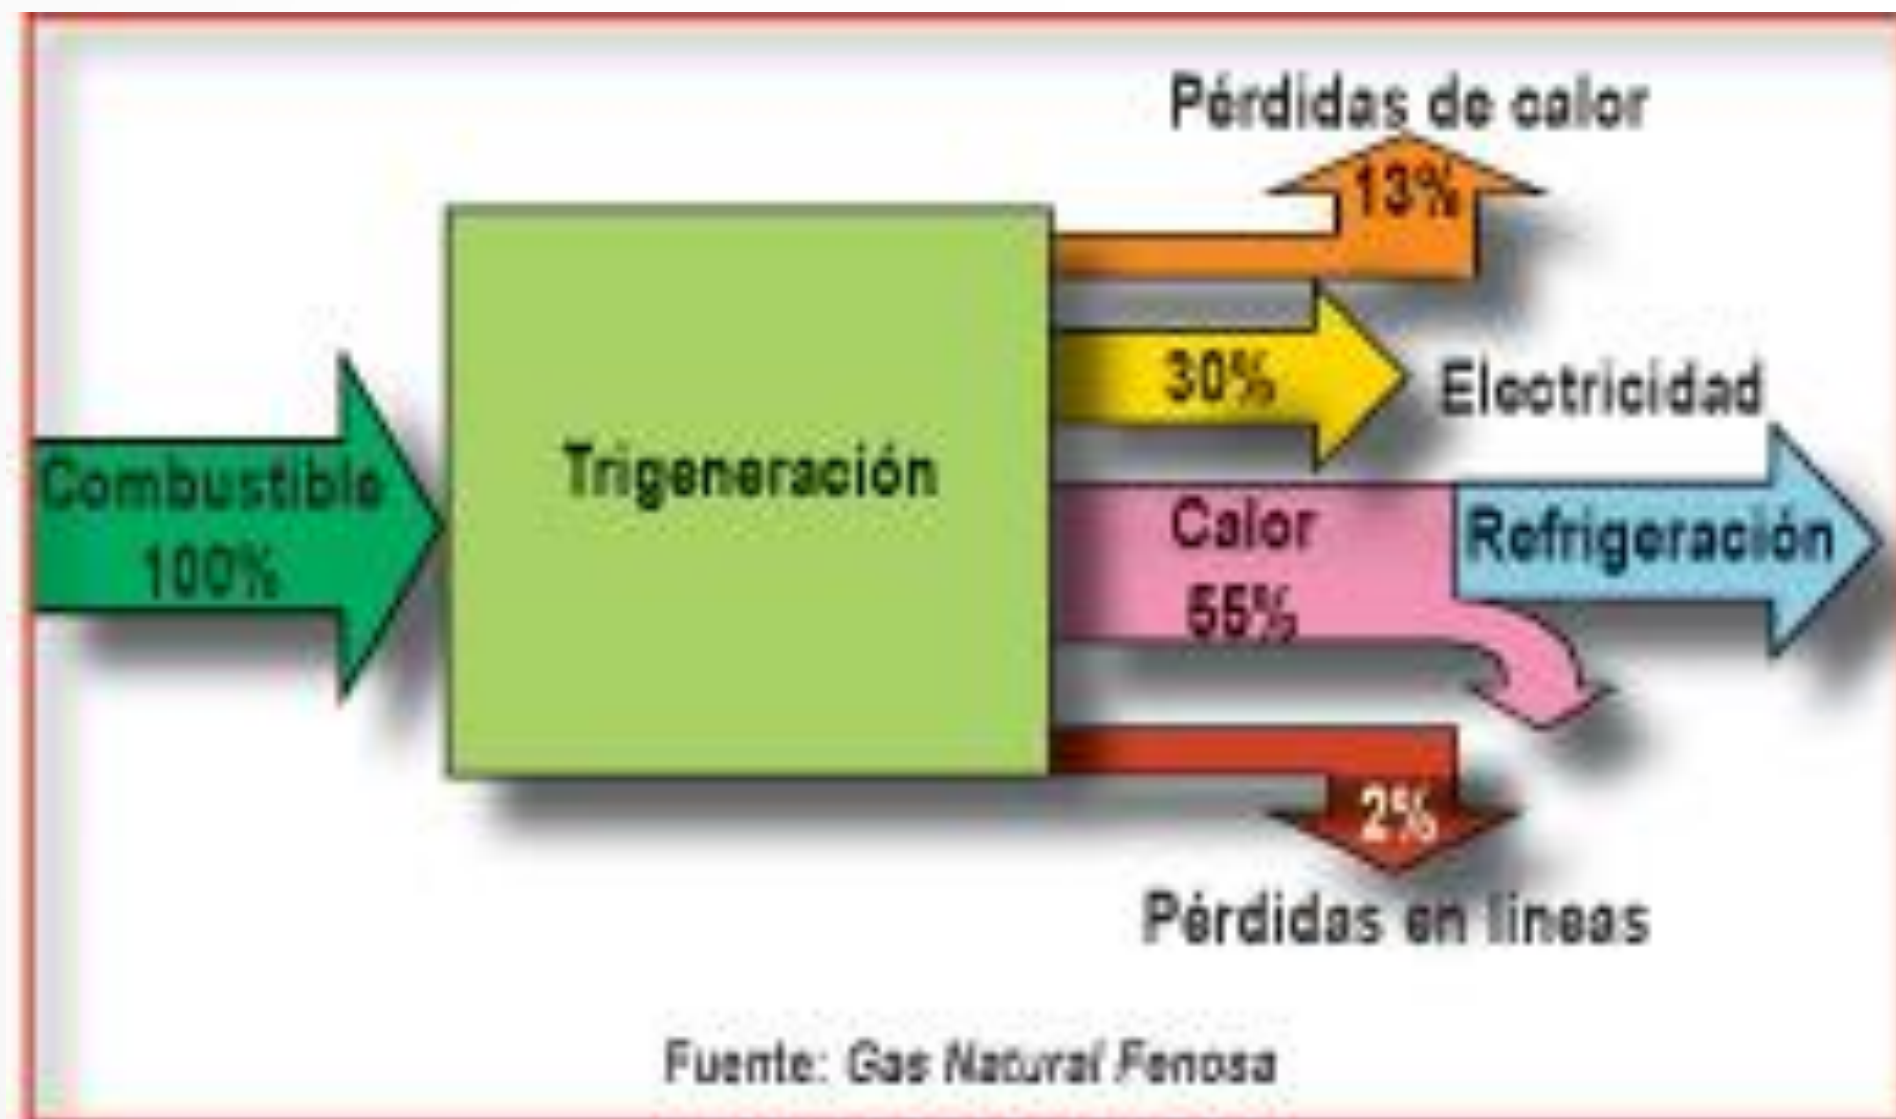 Pérdidas de calor
13%
30%
Electricidad
Combustible
100%
Trigeneración
Calor
55%
Refrigeración
2%
Pérdidas en líneas
Fuente: Gas Natural Fenosa